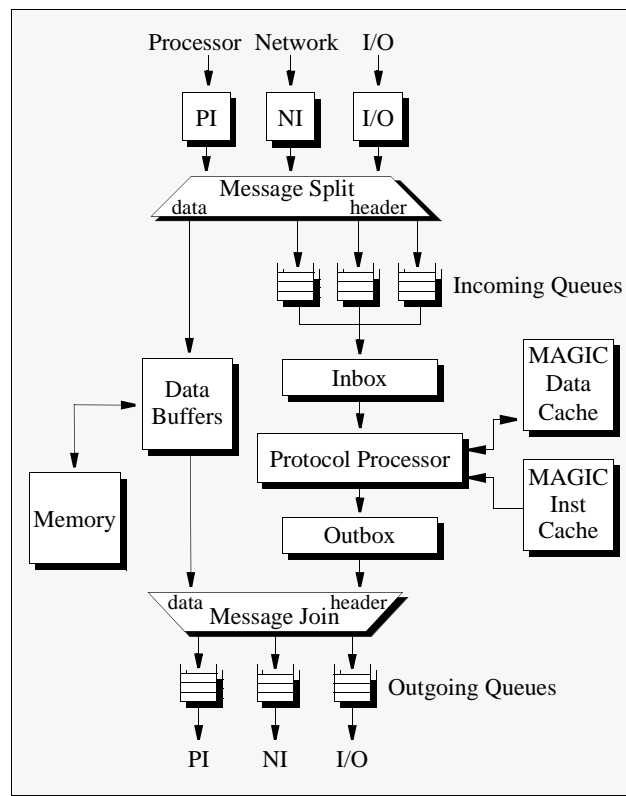 Processor Network I/O
PI NI I/O
Message Split
data header
Incoming Queues
Inbox
MAGIC
Data
Cache
Data
Buffers
Protocol Processor
MAGIC
Inst
Cache
Memory
Outbox
data header
Message Join
Outgoing Queues
PI NI I/O